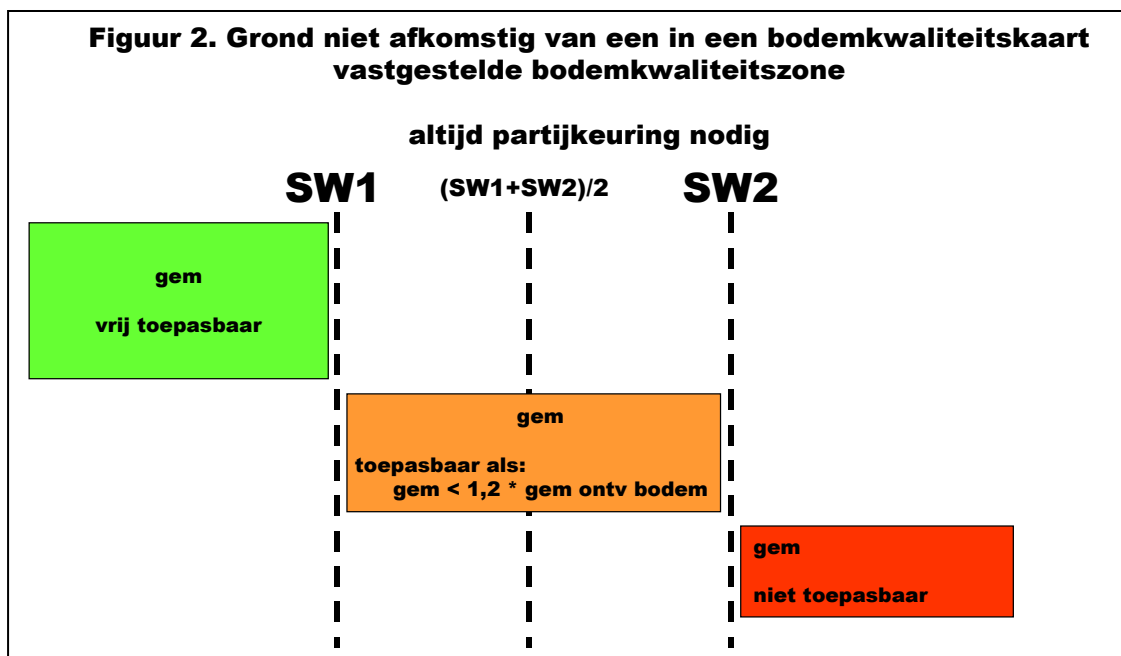 Figuur 2. Grond niet afkomstig van een in een bodemkwaliteitskaart
vastgestelde bodemkwaliteitszone
altijd partijkeuring nodig
SW1 (SW1+SW2)/2 SW2
gem
vrij toepasbaar
gem
toepasbaar als:
gem < 1,2 * gem ontv bodem
gem
niet toepasbaar